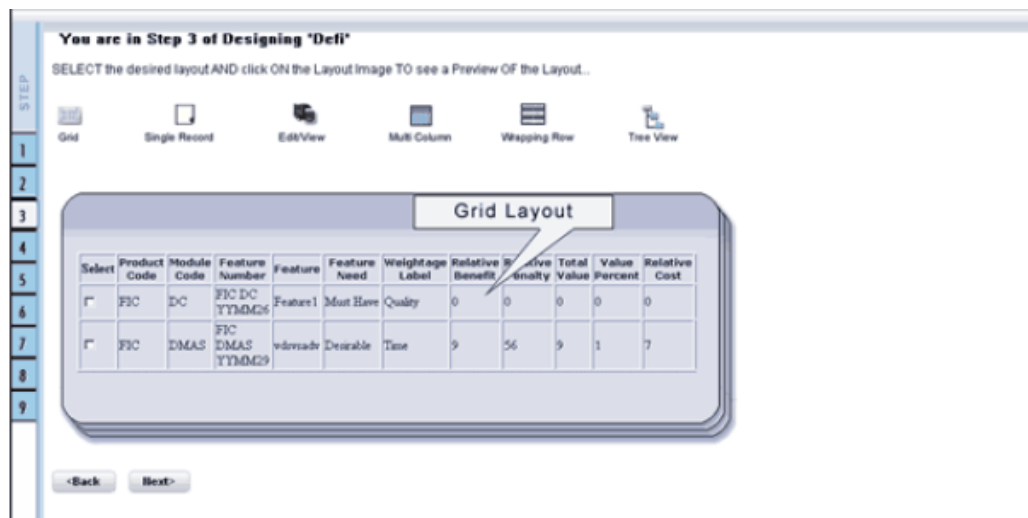 You are in Step 3 of Designing "Defi"
SELECT the desired layout AND click ON the Layout Image TO see a Preview OF the Layout...
STEP
Grid
Single Record
Edit/View
Multi Column
Wrapping Row
Tree View
1
2
3
4
5
6
7
8
9
Grid Layout
Select Product Code Module Code Feature Number Feature Feature Need Weightage Label Relative Benefit Total Value Value Percent Relative Cost
FIC DC FIC DC YYMM26 Feature1 Must Have Quality 0 0 0 0 0
FIC DMAS FIC DMAS YYMM29 Desirable Time 9 56 9 1 7
<Back
Next>